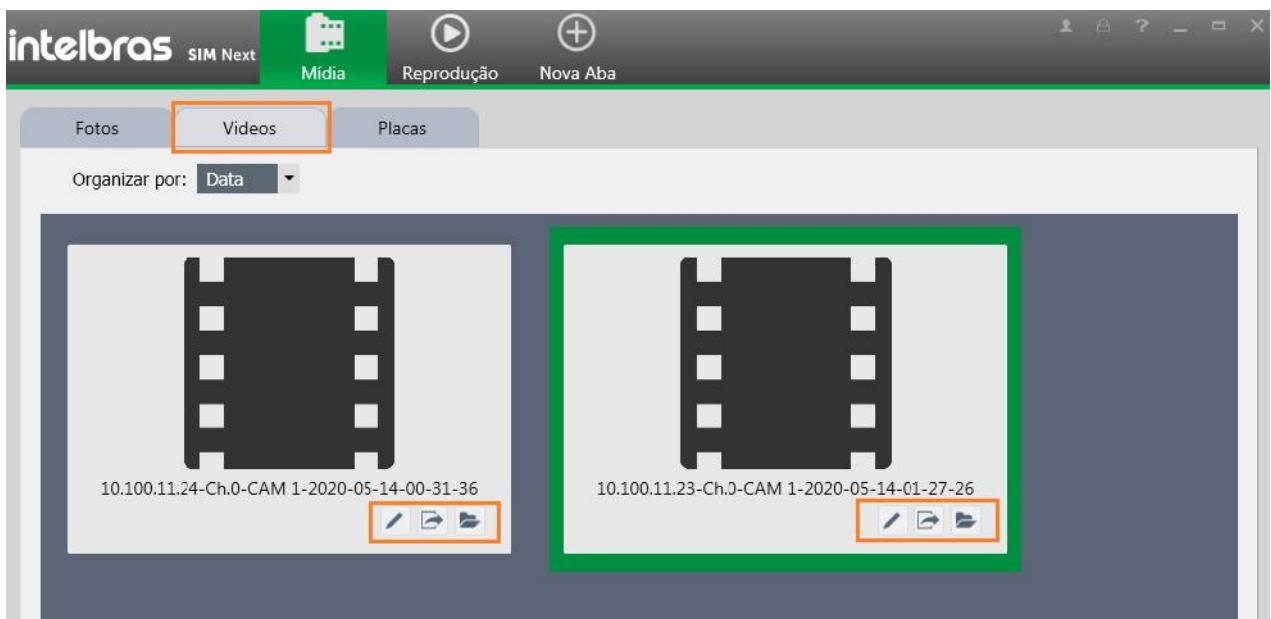 intelbras SIM Next
Mídia
Reprodução
Nova Aba
?
Fotos
Videos
Placas
Organizar por: Data
10.100.11.24-Ch.0-CAM 1-2020-05-14-00-31-36
10.100.11.23-Ch.0-CAM 1-2020-05-14-01-27-26